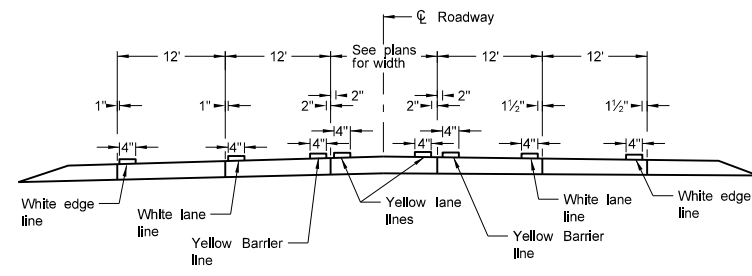 ℄ Roadway
12' 12' See plans 12' 12'
for width
2" 2"
1" 1" 2" 2" 1½" 1½"
4" 4"
4" 4" 4" 4" 4" 4"
White edge
line
White lane
line
Yellow Barrier
line
Yellow lane
lines
Yellow Barrier
line
White lane
line
White edge
line